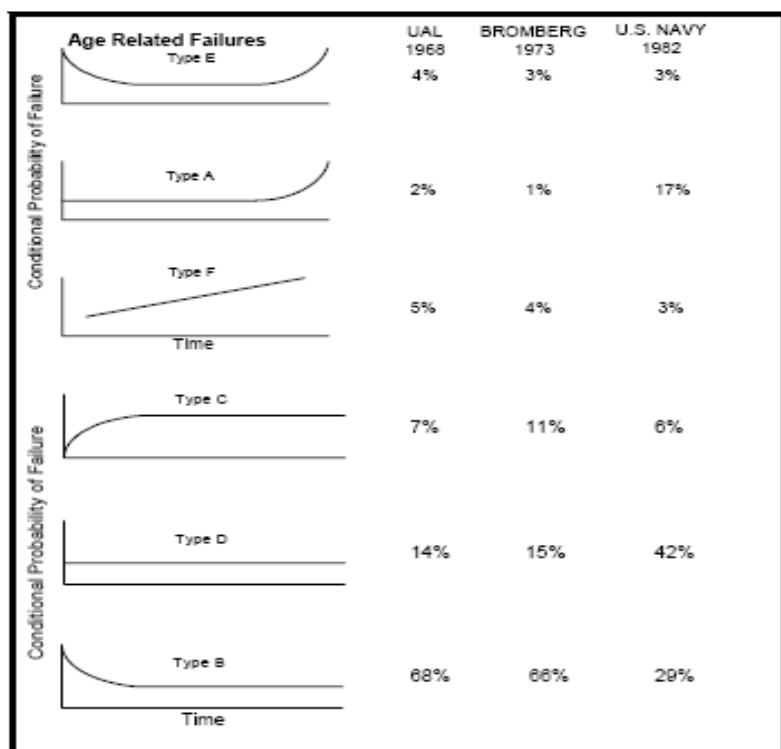 Age Related Failures UAL BROMBERG U.S. NAVY
1968 1973 1982
Type E
4% 3% 3%
Type A
2% 1% 17%
Conditional Probability of Failure
Type F
5% 4% 3%
Time
Type C
7% 11% 6%
Type D
14% 15% 42%
Conditional Probability of Failure
Type B
68% 66% 29%
Time